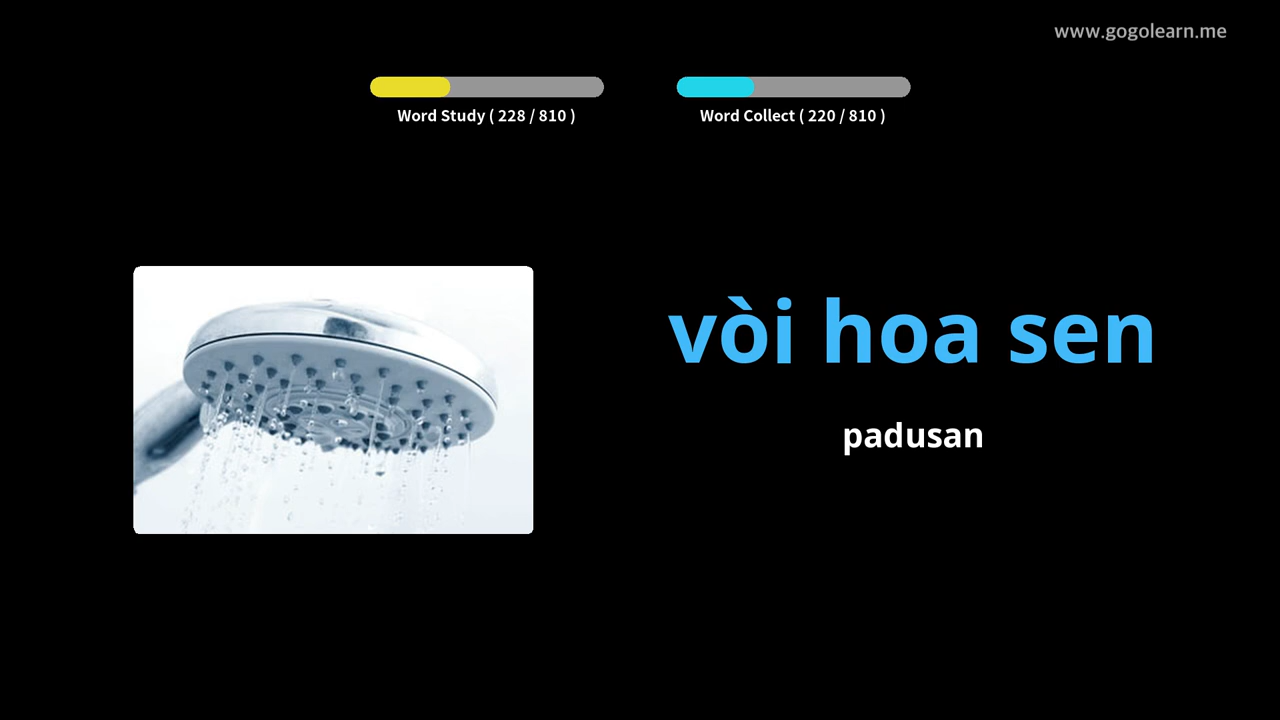 www.gogolearn.me
Word Study ( 228 / 810 )
Word Collect ( 220 / 810 )
vòi hoa sen
padusan